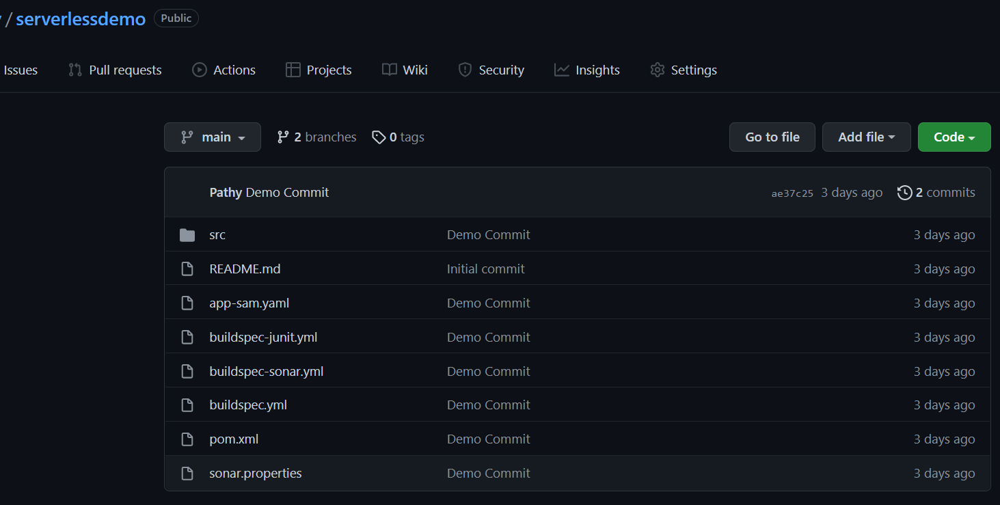 / serverlessdemo Public
Issues Pull requests Actions Projects Wiki Security Insights Settings
main 2 branches 0 tags Go to file Add file Code
Pathy Demo Commit ae37c25 3 days ago 2 commits
src Demo Commit 3 days ago
README.md Initial commit 3 days ago
app-sam.yaml Demo Commit 3 days ago
buildspec-junit.yml Demo Commit 3 days ago
buildspec-sonar.yml Demo Commit 3 days ago
buildspec.yml Demo Commit 3 days ago
pom.xml Demo Commit 3 days ago
sonar.properties Demo Commit 3 days ago